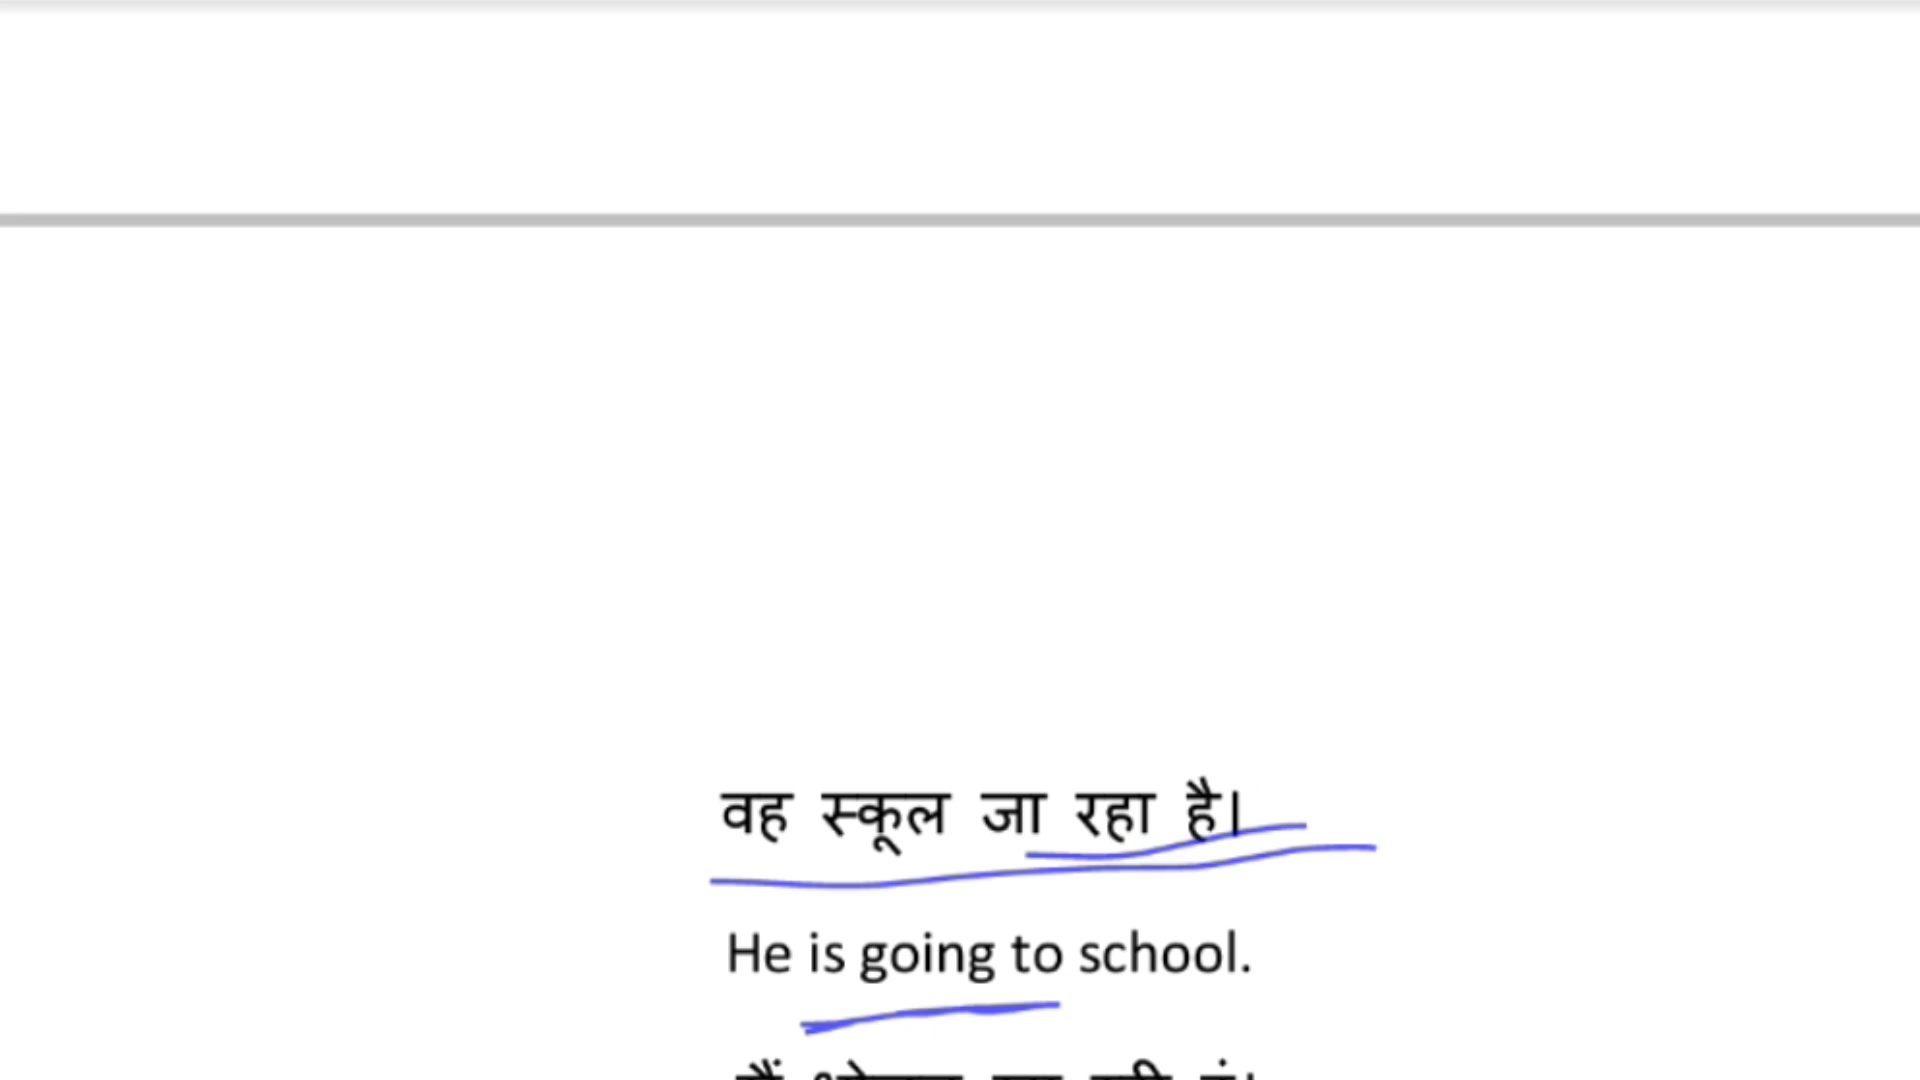 वह स्कूल जा रहा है।
He is going to school.